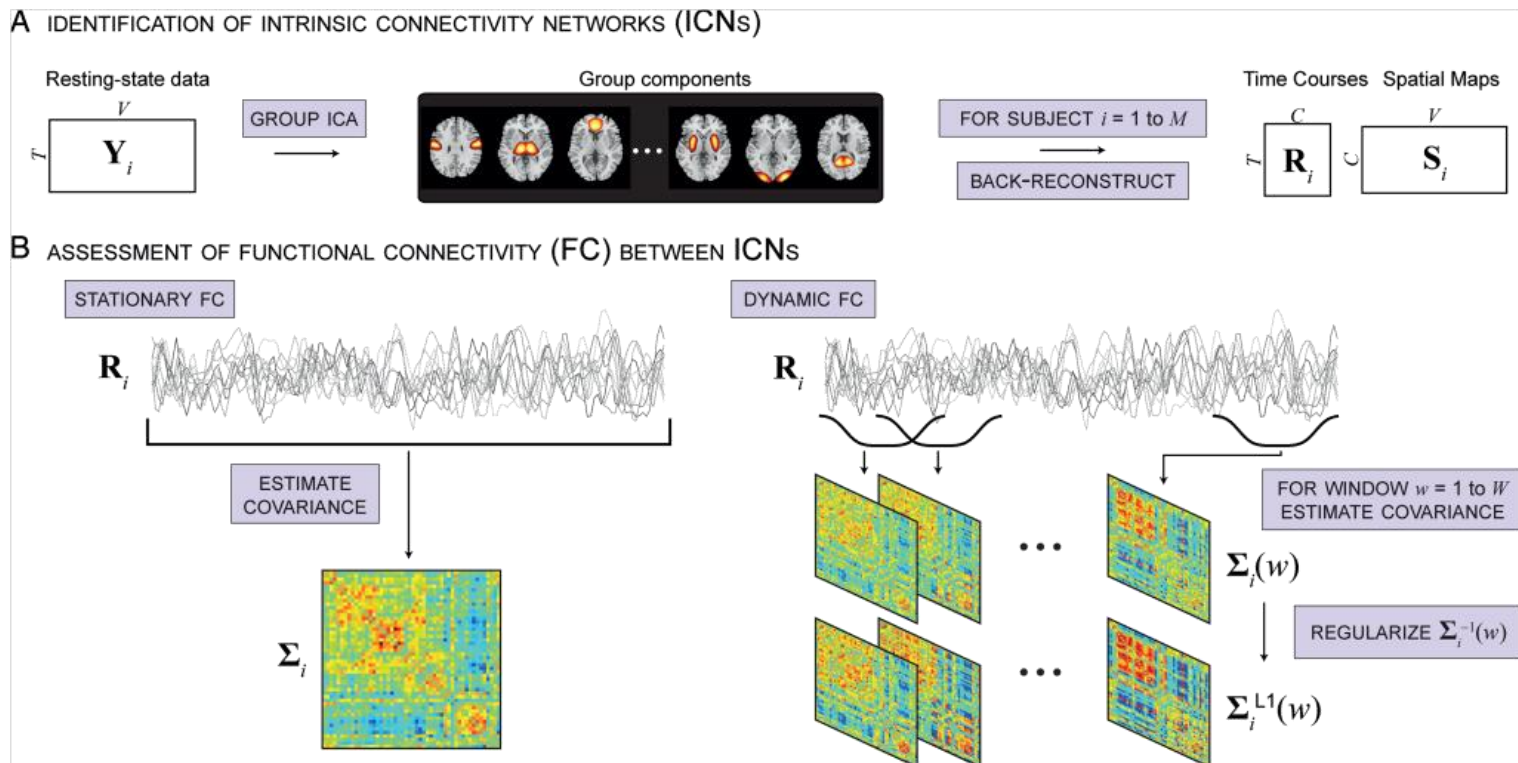 A IDENTIFICATION OF INTRINSIC CONNECTIVITY NETWORKS (ICNs)
Resting-state data
Group components
Time Courses
Spatial Maps
V
T
Y_i
GROUP ICA
FOR SUBJECT i = 1 to M
BACK-RECONSTRUCT
C
T
R_i
V
C
S_i
B ASSESSMENT OF FUNCTIONAL CONNECTIVITY (FC) BETWEEN ICNs
STATIONARY FC
DYNAMIC FC
R_i
R_i
ESTIMATE
COVARIANCE
FOR WINDOW w = 1 to W
ESTIMATE COVARIANCE
Σ_i(w)
REGULARIZE Σ_i^-1(w)
Σ_i
Σ_i^L1(w)